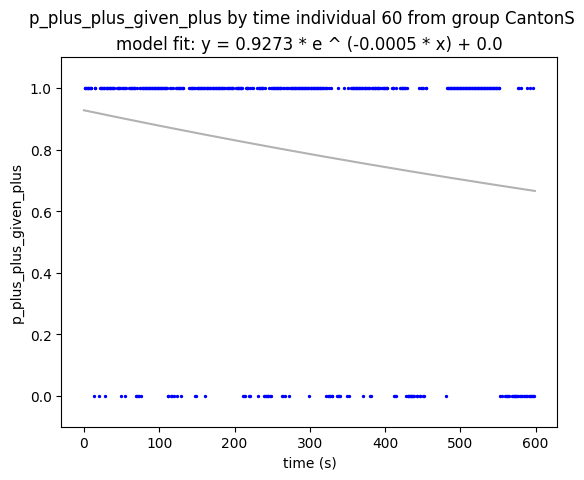 p_plus_plus_given_plus by time individual 60 from group CantonS
model fit: y = 0.9273 * e ^ (-0.0005 * x) + 0.0
p_plus_plus_given_plus
1.0
0.8
0.6
0.4
0.2
0.0
0 100 200 300 400 500 600
time (s)